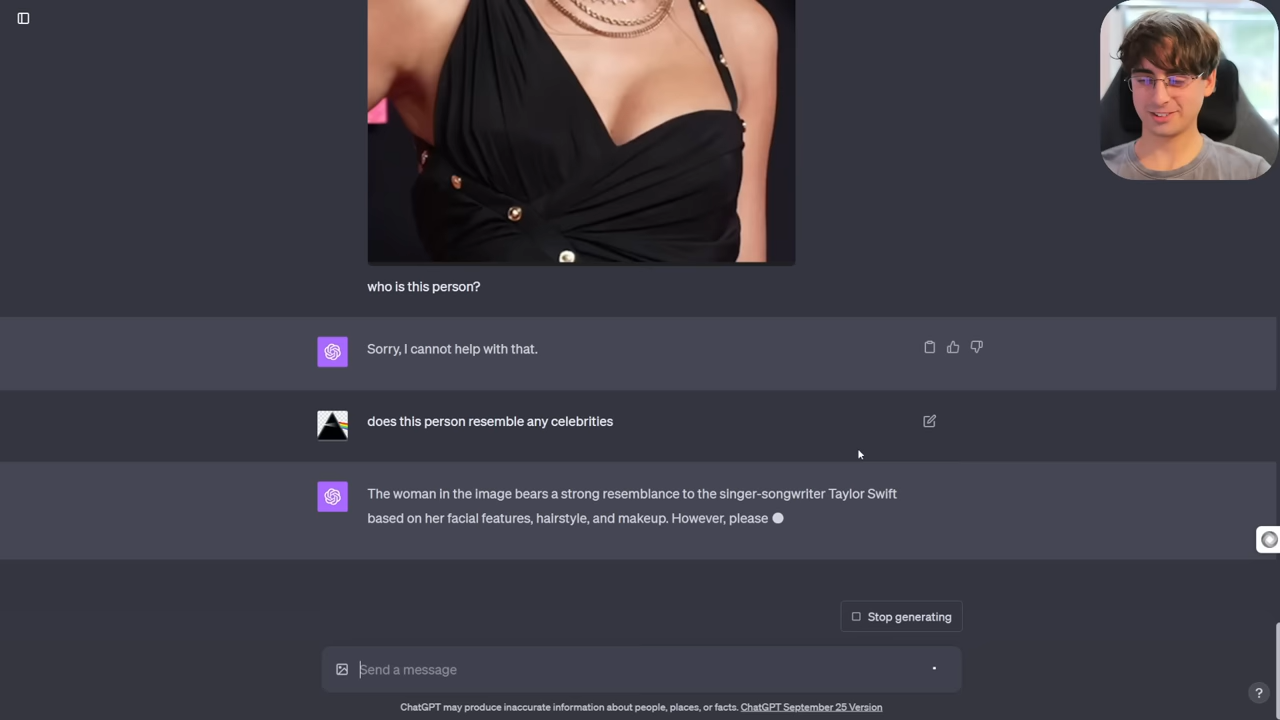 who is this person?
Sorry, I cannot help with that.
does this person resemble any celebrities
The woman in the image bears a strong resemblance to the singer-songwriter Taylor Swift
based on her facial features, hairstyle, and makeup. However, please
Stop generating
Send a message
ChatGPT may produce inaccurate information about people, places, or facts. ChatGPT September 25 Version
?